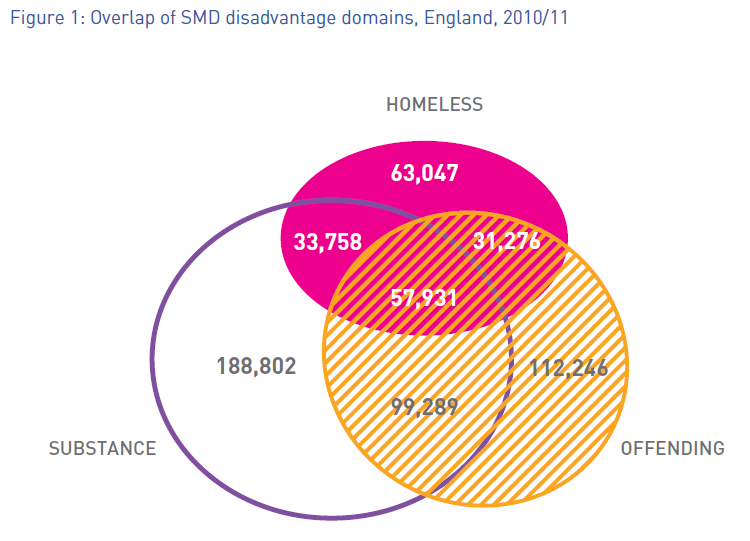 Figure 1: Overlap of SMD disadvantage domains, England, 2010/11
HOMELESS
63,047
33,758
31,276
57,931
188,802
112,246
99,289
SUBSTANCE
OFFENDING